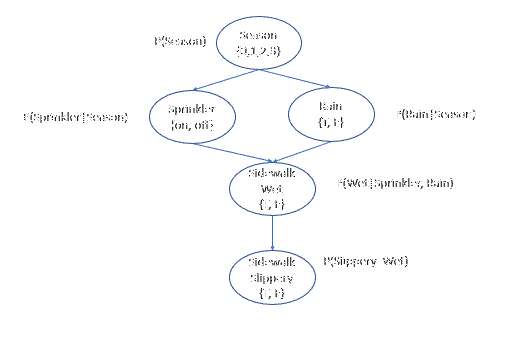 Season
P(Season)
{0,1,2,3}
Sprinkler
{on, off}
Rain
{T, F}
P(Sprinkler|Season)
P(Rain|Season)
Sidewalk
Wet
{T, F}
P(Wet|Sprinkler, Rain)
Sidewalk
Slippery
{T, F}
P(Slippery|Wet)